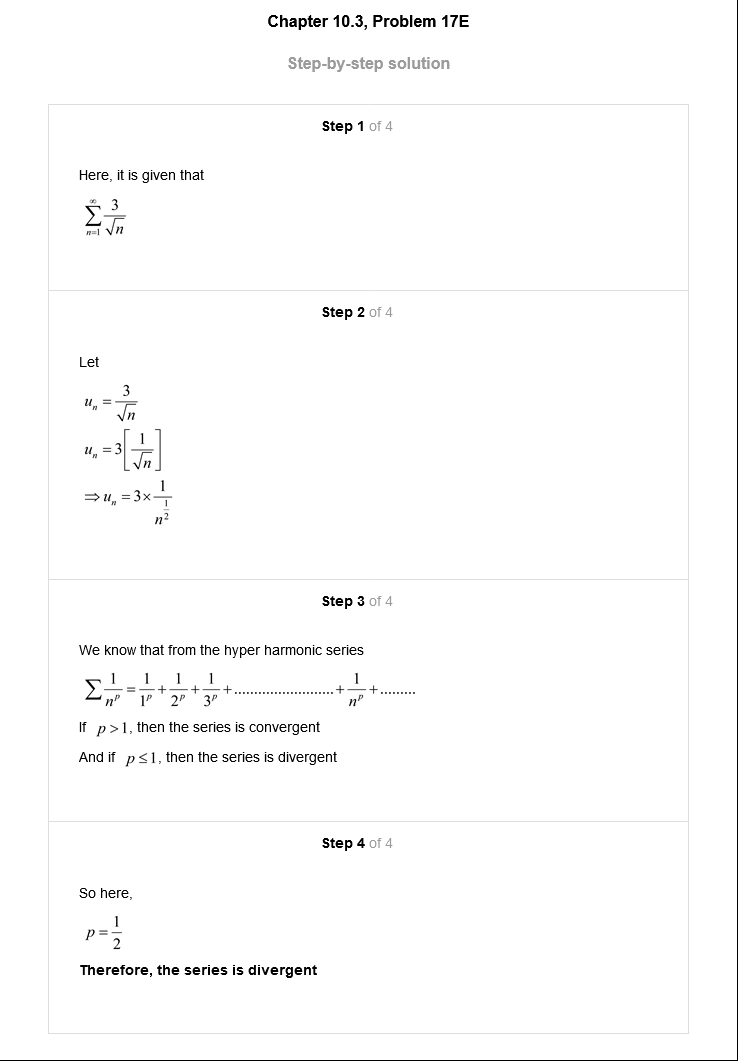 Chapter 10.3, Problem 17E
Step-by-step solution
Step 1 of 4
Here, it is given that
$\sum_{n=1}^{\infty} \frac{3}{\sqrt{n}}$
Step 2 of 4
Let
$u_n = \frac{3}{\sqrt{n}}$
$u_n = 3\left[\frac{1}{\sqrt{n}}\right]$
$\Rightarrow u_n = 3 \times \frac{1}{n^{\frac{1}{2}}}$
Step 3 of 4
We know that from the hyper harmonic series
$\sum \frac{1}{n^p} = \frac{1}{1^p} + \frac{1}{2^p} + \frac{1}{3^p} + ......................... + \frac{1}{n^p} + .........$
If $p > 1$, then the series is convergent
And if $p \leq 1$, then the series is divergent
Step 4 of 4
So here,
$p = \frac{1}{2}$
Therefore, the series is divergent